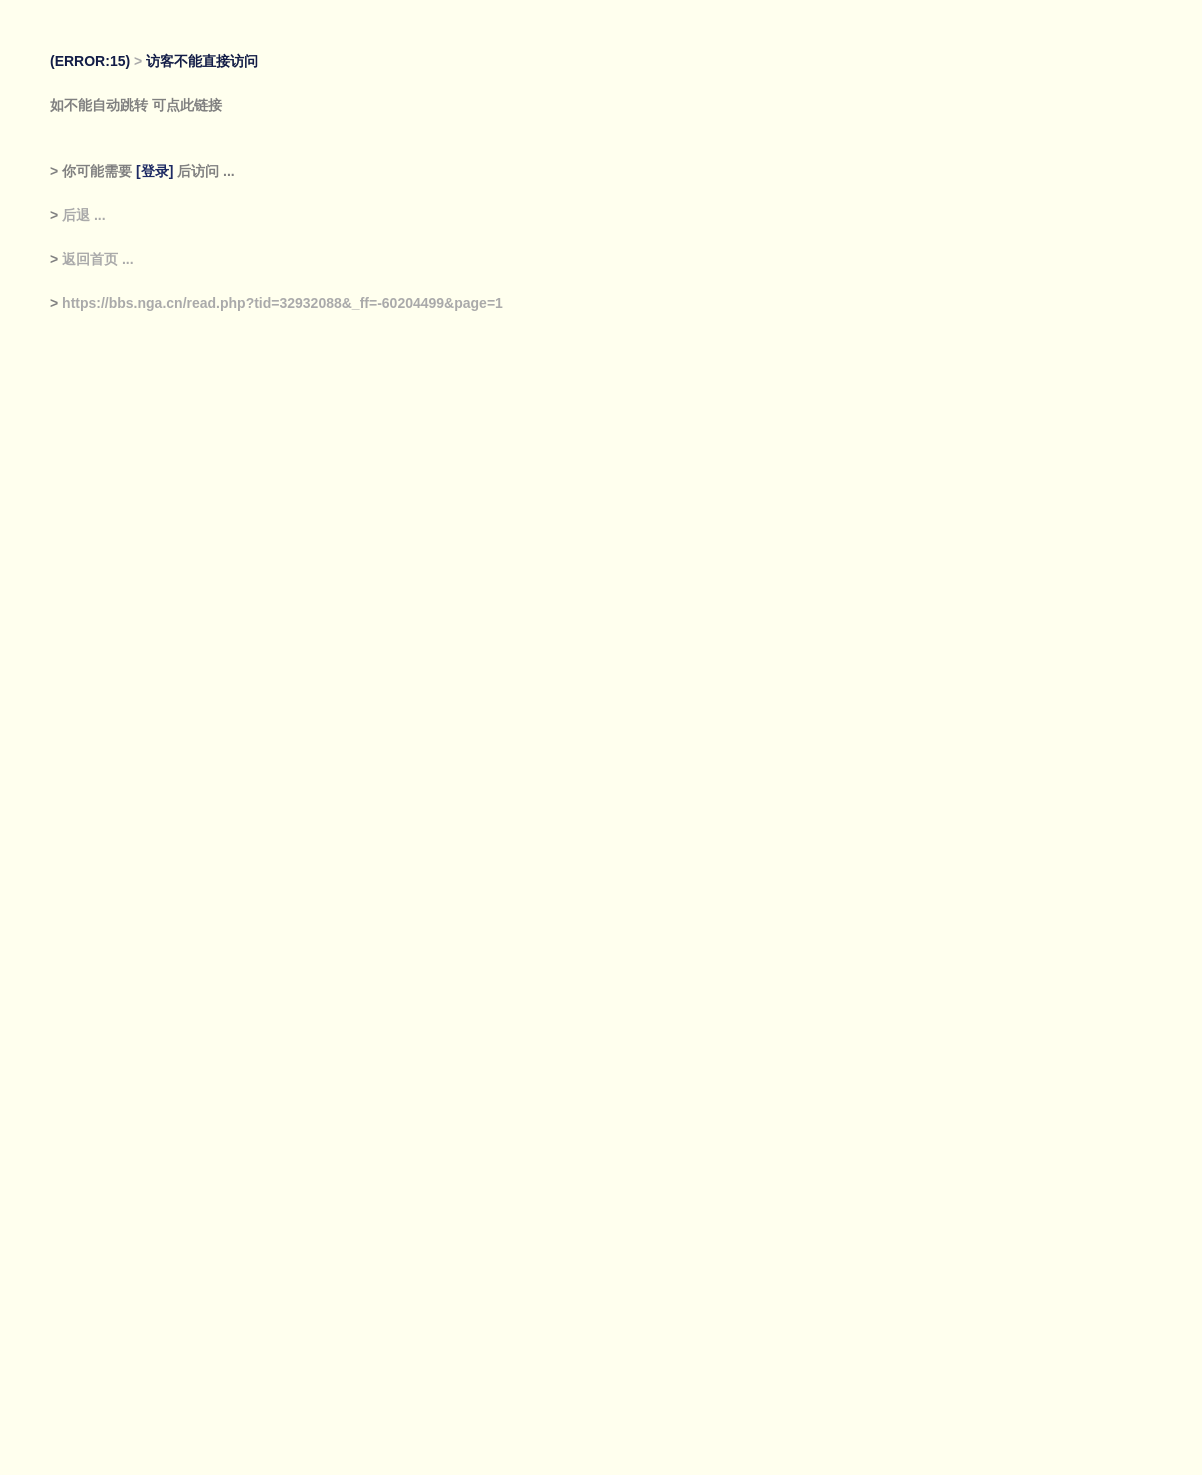 (ERROR:15) > 访客不能直接访问
如不能自动跳转 可点此链接
> 你可能需要 [登录] 后访问 ...
> 后退 ...
> 返回首页 ...
> https://bbs.nga.cn/read.php?tid=32932088&_ff=-60204499&page=1